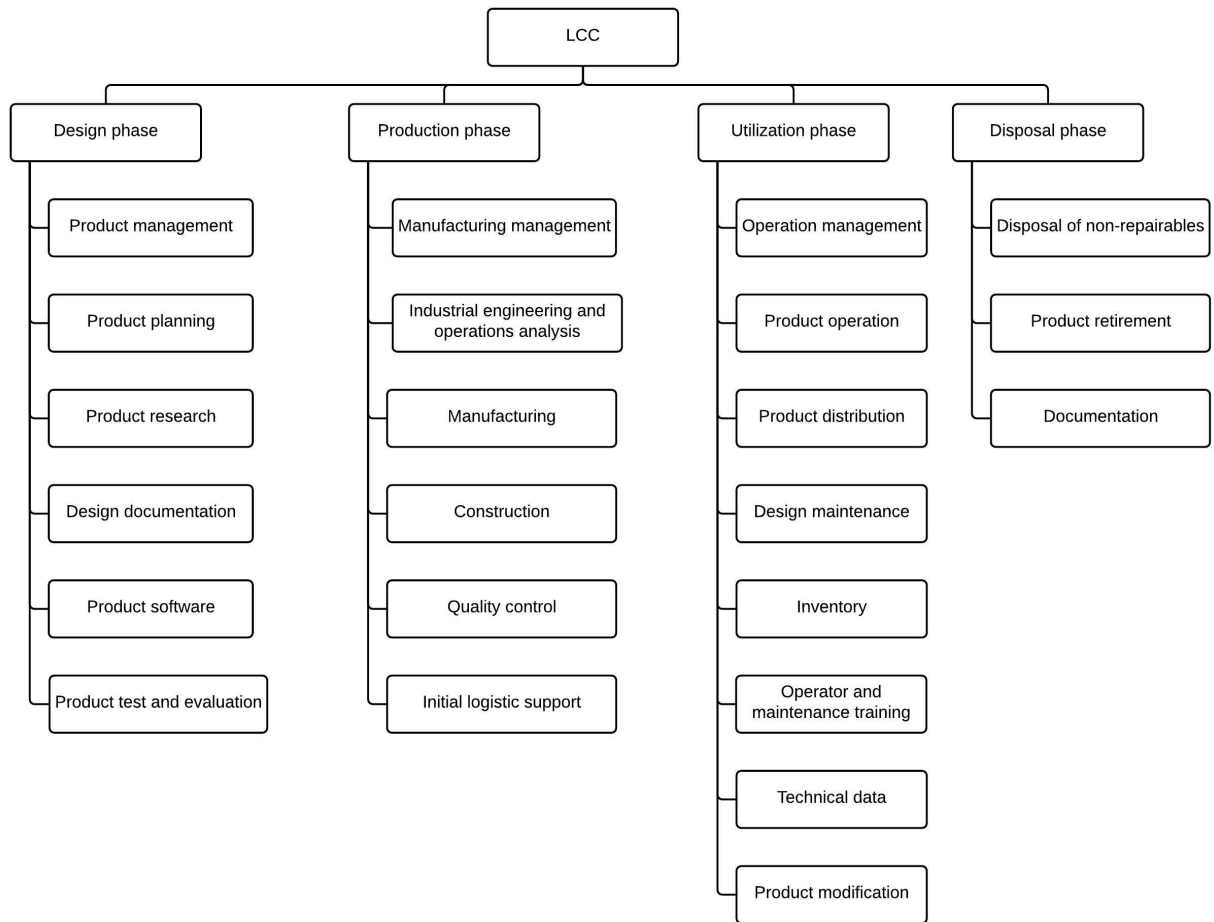 LCC
Design phase
Production phase
Utilization phase
Disposal phase
Product management
Manufacturing management
Operation management
Disposal of non-repairables
Product planning
Industrial engineering and
operations analysis
Product operation
Product retirement
Product research
Manufacturing
Product distribution
Documentation
Design documentation
Construction
Design maintenance
Product software
Quality control
Inventory
Product test and evaluation
Initial logistic support
Operator and
maintenance training
Technical data
Product modification